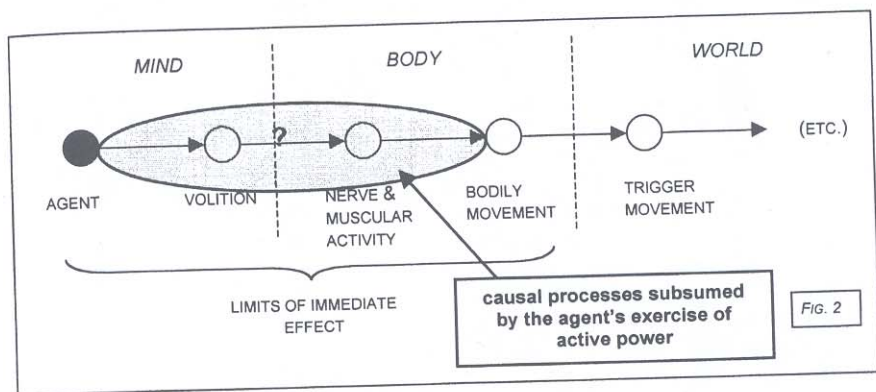 MIND
BODY
WORLD
?
(ETC.)
AGENT
VOLITION
NERVE &
MUSCULAR
ACTIVITY
BODILY
MOVEMENT
TRIGGER
MOVEMENT
LIMITS OF IMMEDIATE
EFFECT
causal processes subsumed
by the agent's exercise of
active power
FIG. 2